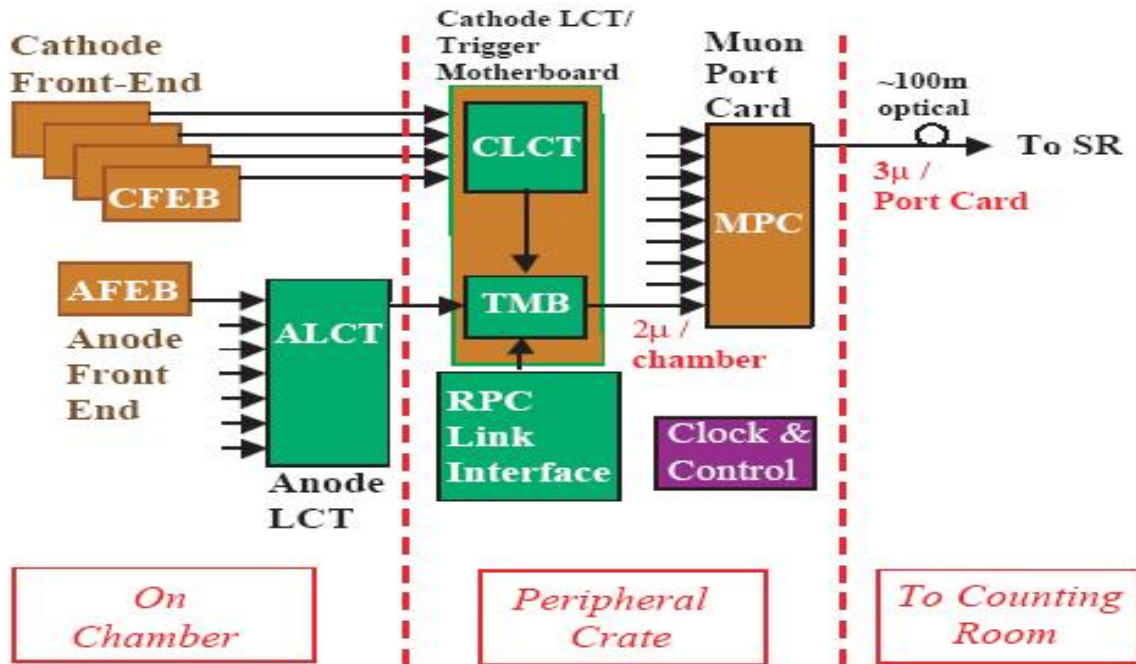 Cathode
Front-End
CFEB
AFEB
Anode
Front
End
ALCT
Anode
LCT
Cathode LCT/
Trigger
Motherboard
CLCT
TMB
RPC
Link
Interface
2μ /
chamber
Clock &
Control
Muon
Port
Card
MPC
~100m
optical
To SR
3μ /
Port Card
On
Chamber
Peripheral
Crate
To Counting
Room